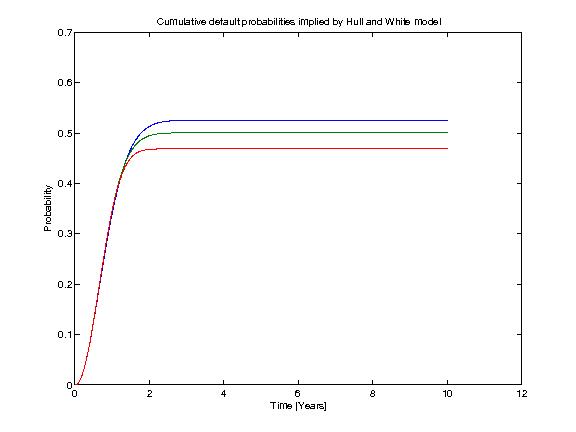 Cumulative default probabilities implied by Hull and White model
0.7
0.6
0.5
0.4
0.3
0.2
0.1
0
Probability
0 2 4 6 8 10 12
Time [Years]